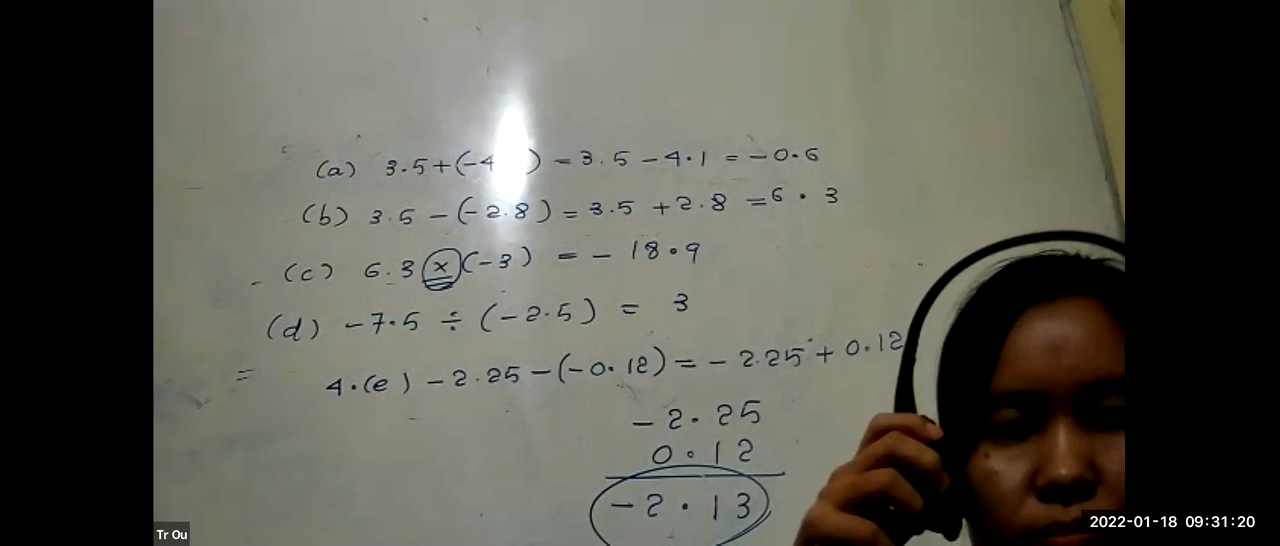 (a) 3.5+(-4 ) = 3.5 - 4.1 = -0.6
(b) 3.5 - (-2.8) = 3.5 + 2.8 = 6.3
(c) 6.3 × (-3) = - 18.9
(d) -7.5 ÷ (-2.5) = 3
= 4.(e) -2.25 - (-0.12) = -2.25 + 0.12
-2.25
0.12
-2.13
Tr Ou
2022-01-18 09:31:20